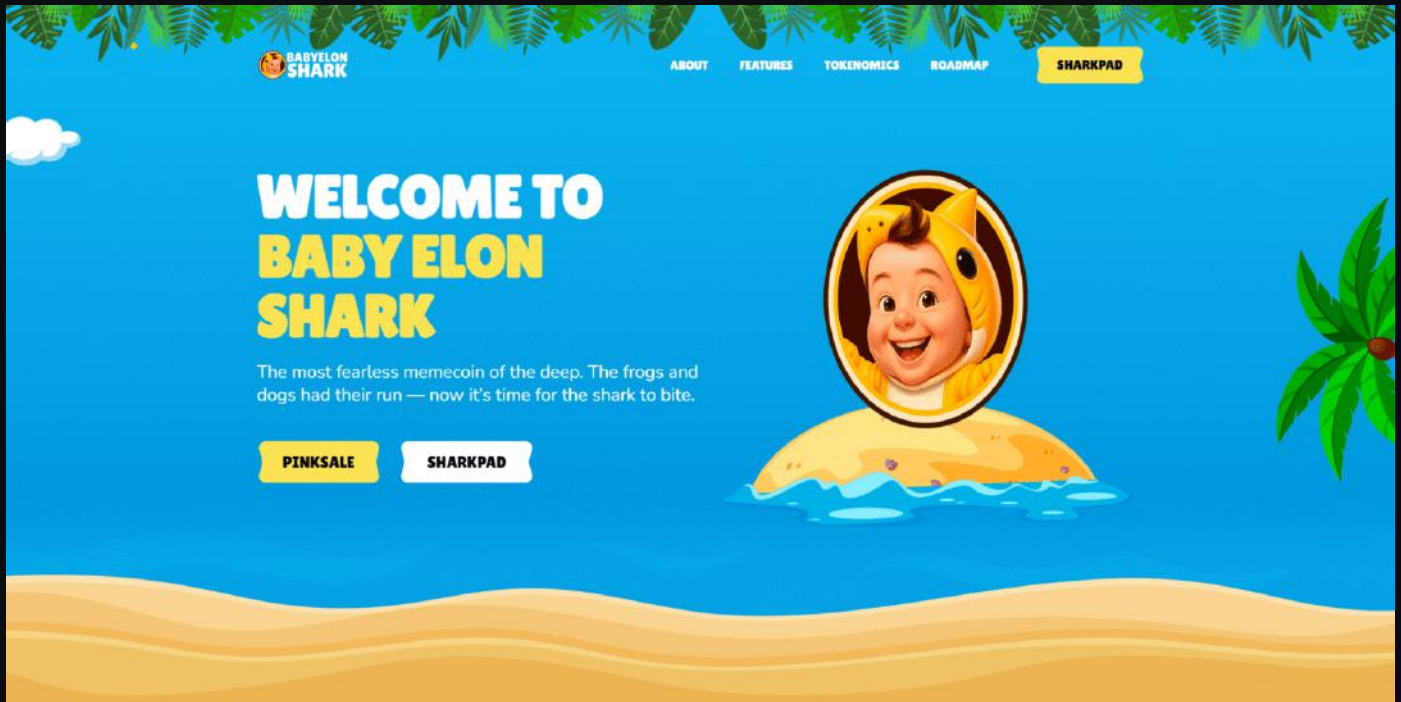 BABYELON
SHARK
ABOUT
FEATURES
TOKENOMICS
ROADMAP
SHARKPAD
WELCOME TO
BABY ELON
SHARK
The most fearless memecoin of the deep. The frogs and
dogs had their run — now it's time for the shark to bite.
PINKSALE
SHARKPAD